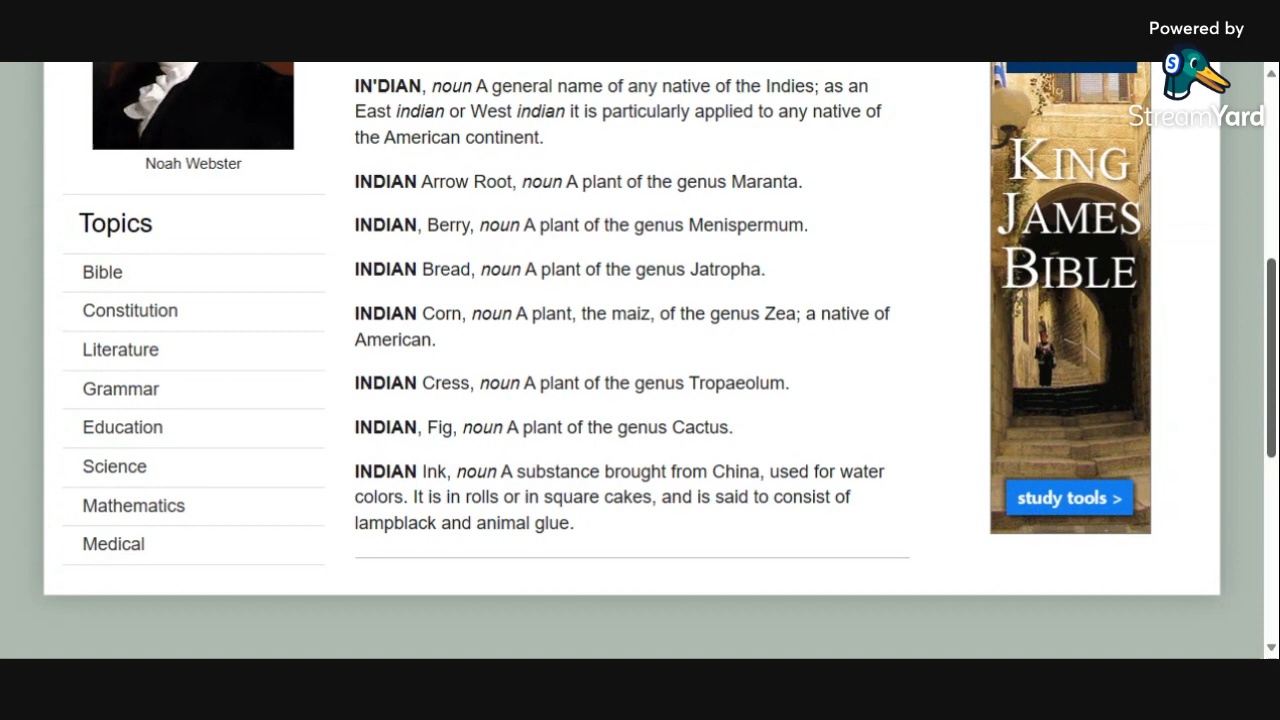 Powered by
StreamYard
Noah Webster
Topics
Bible
Constitution
Literature
Grammar
Education
Science
Mathematics
Medical
IN'DIAN, noun A general name of any native of the Indies; as an
East indian or West indian it is particularly applied to any native of
the American continent.
INDIAN Arrow Root, noun A plant of the genus Maranta.
INDIAN, Berry, noun A plant of the genus Menispermum.
INDIAN Bread, noun A plant of the genus Jatropha.
INDIAN Corn, noun A plant, the maiz, of the genus Zea; a native of
American.
INDIAN Cress, noun A plant of the genus Tropaeolum.
INDIAN, Fig, noun A plant of the genus Cactus.
INDIAN Ink, noun A substance brought from China, used for water
colors. It is in rolls or in square cakes, and is said to consist of
lampblack and animal glue.
KING
JAMES
BIBLE
study tools >